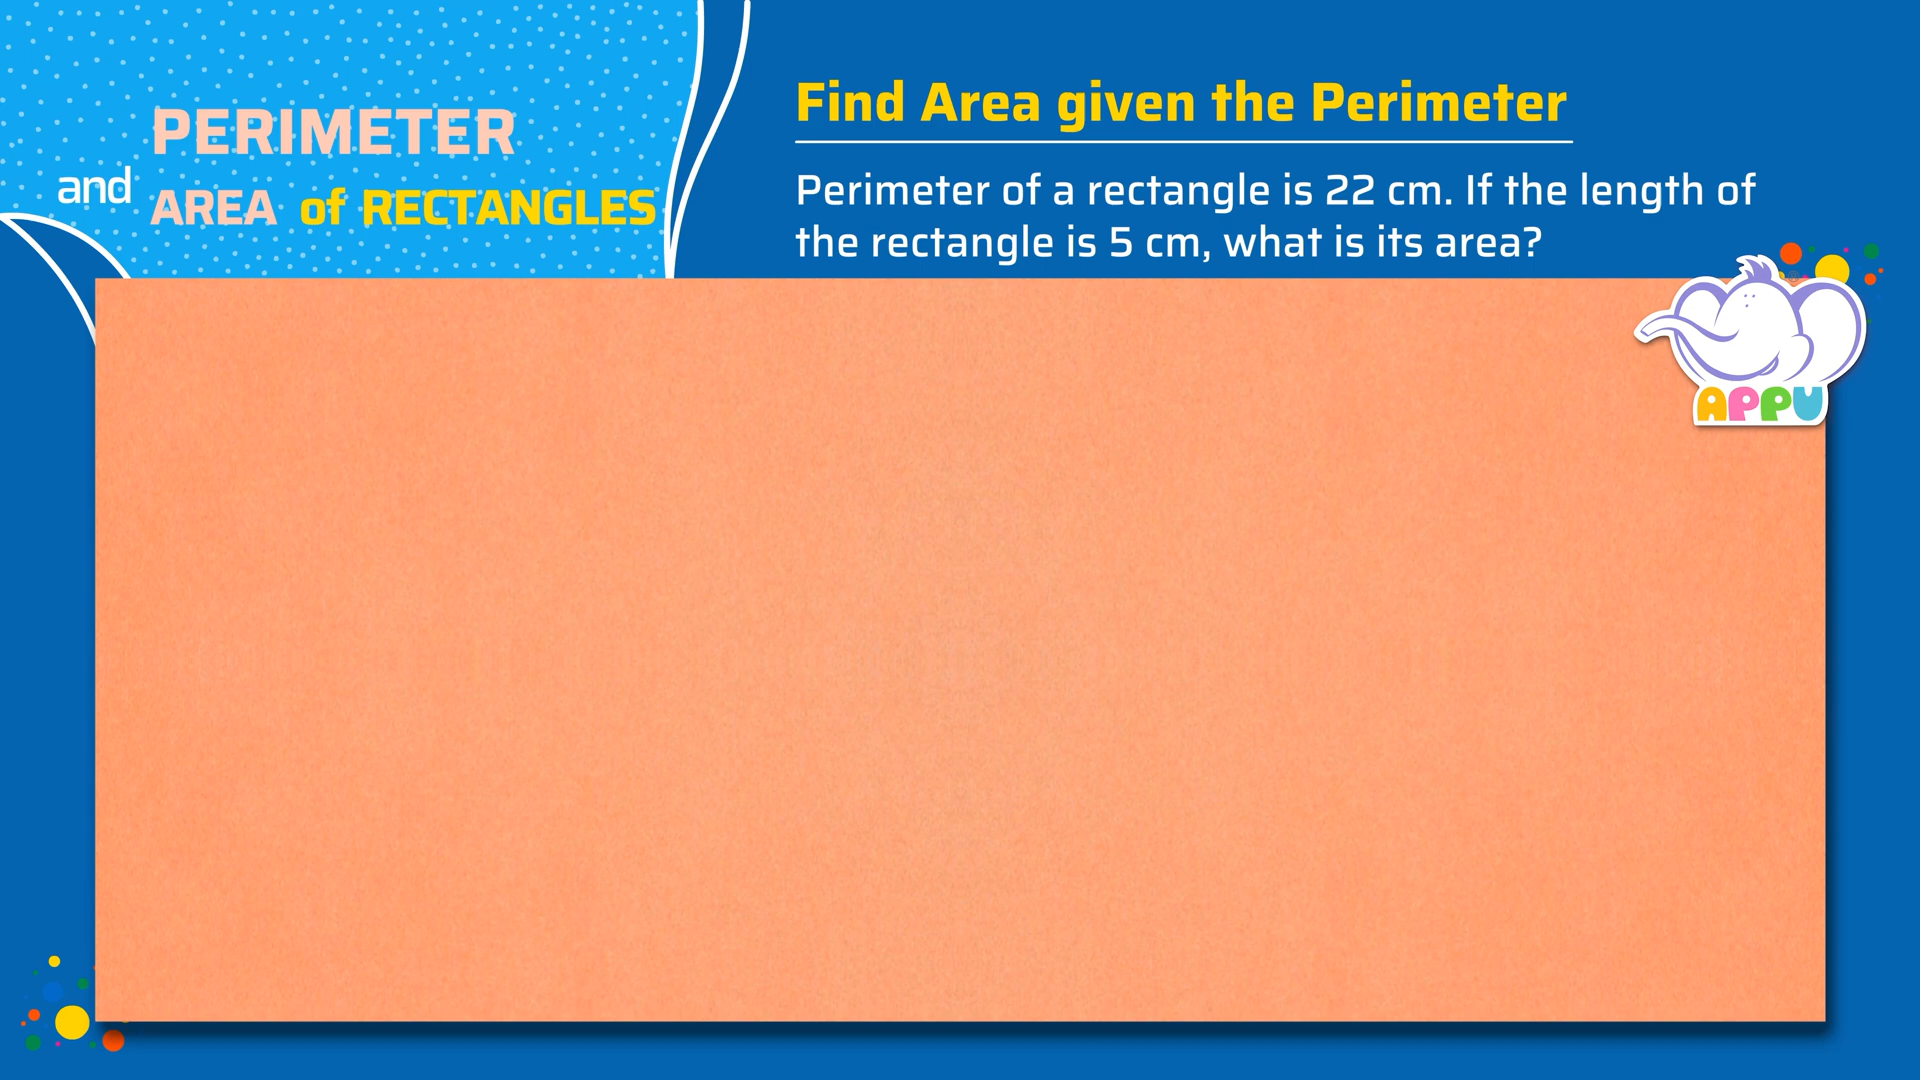 PERIMETER
and AREA of RECTANGLES
Find Area given the Perimeter
Perimeter of a rectangle is 22 cm. If the length of
the rectangle is 5 cm, what is its area?
APPU